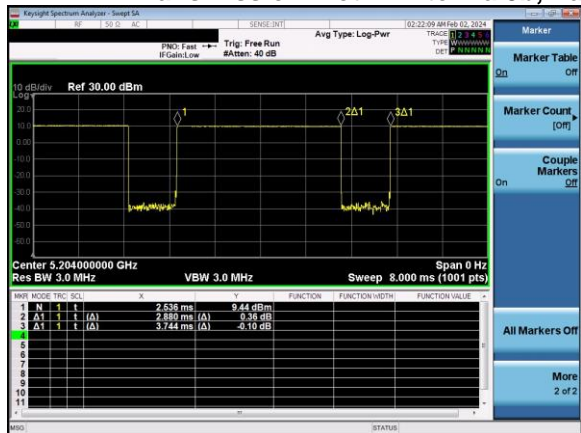 Keysight Spectrum Analyzer - Swept SA
RF 50 Ω AC SENSE:INT 02:22:09 AM Feb 02, 2024
Avg Type: Log-Pwr
PNO: Fast Trig: Free Run
IFGain:Low #Atten: 40 dB
TRACE 1 2 3 4 5 6
TYPE WWWWWW
DET P N N N N N
10 dB/div Ref 30.00 dBm
Log
20.0
10.0
0.00
-10.0
-20.0
-30.0
-40.0
-50.0
-60.0
1
2Δ1
3Δ1
Center 5.204000000 GHz Span 0 Hz
Res BW 3.0 MHz VBW 3.0 MHz Sweep 8.000 ms (1001 pts)
MKR MODE TRC SCL X Y FUNCTION FUNCTION WIDTH FUNCTION VALUE
1 N 1 t 2.536 ms 9.44 dBm
2 Δ1 1 t (Δ) 2.880 ms (Δ) 0.36 dB
3 Δ1 1 t (Δ) 3.744 ms (Δ) -0.10 dB
4
5
6
7
8
9
10
11
MSG STATUS
Marker
Marker Table
On Off
Marker Count
[Off]
Couple
Markers
On Off
All Markers Off
More
2 of 2